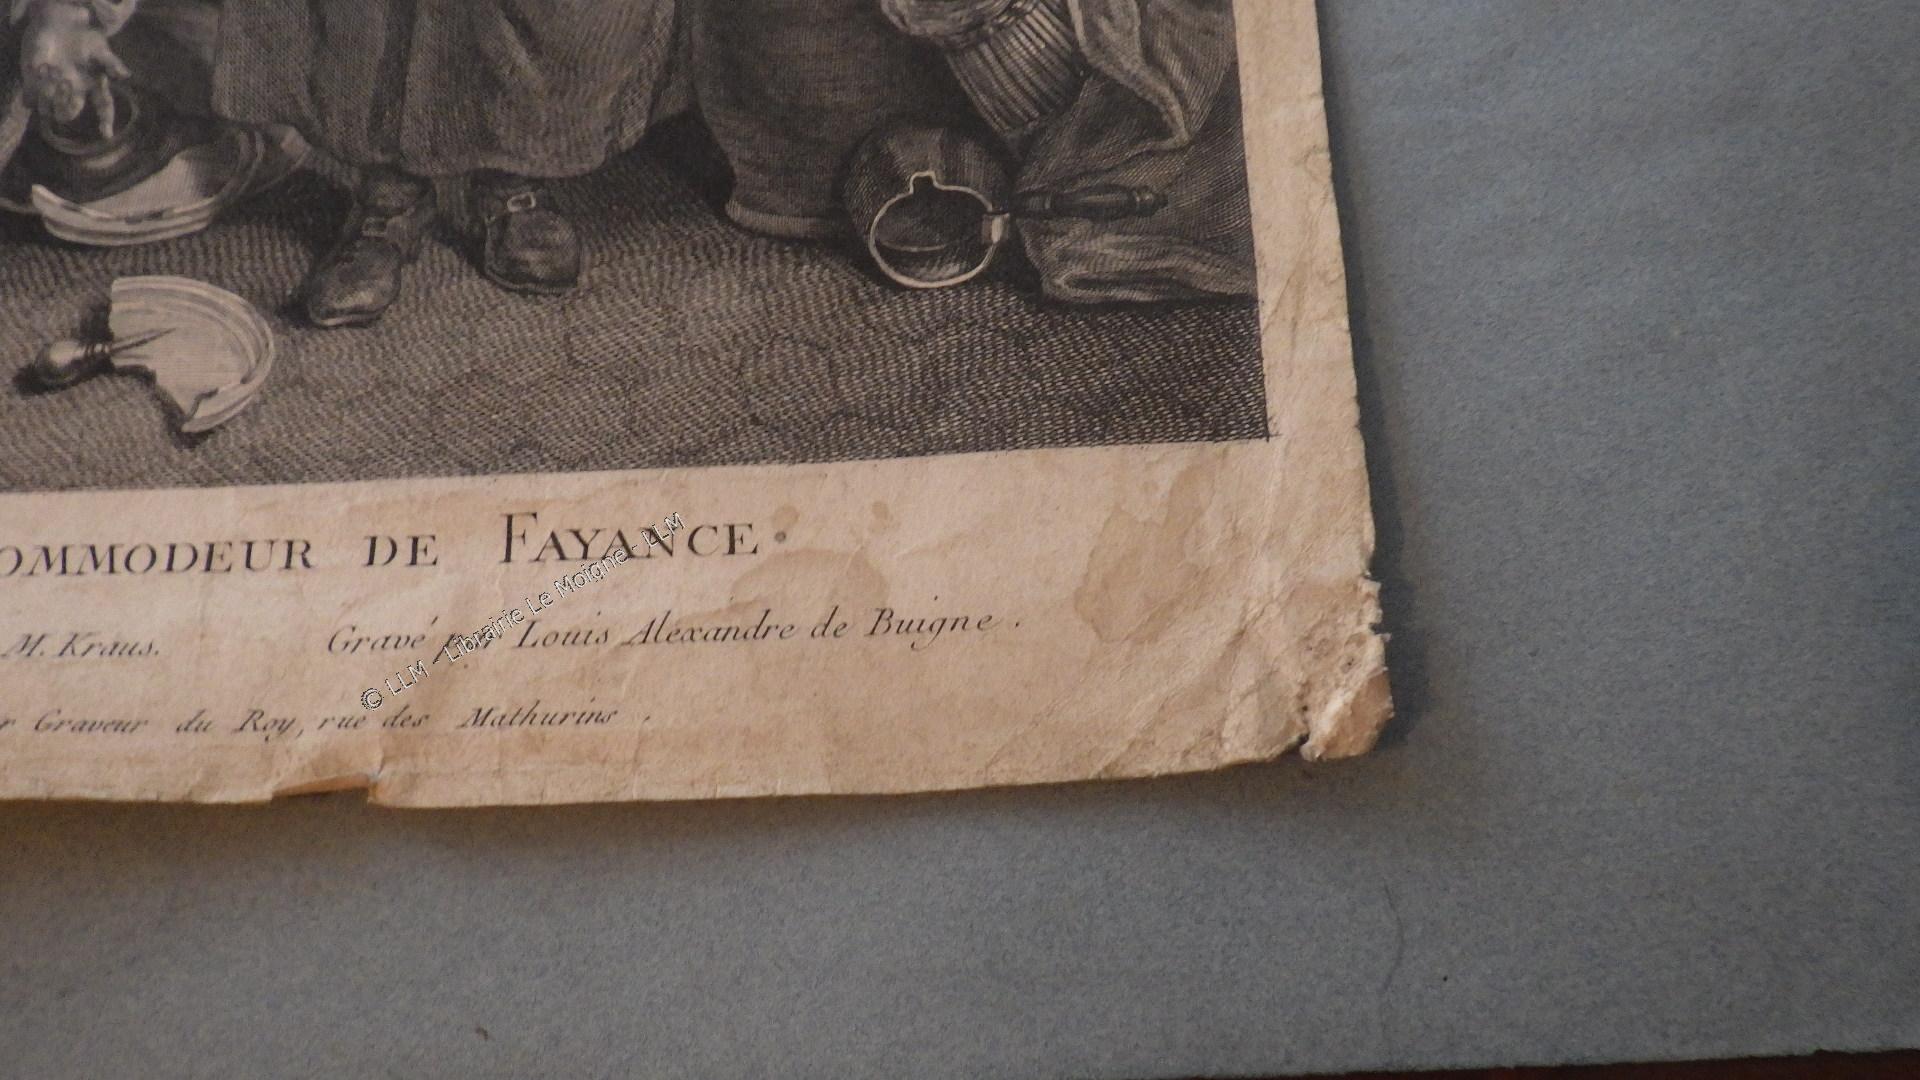 OMMODEUR DE FAYANCE.
M. Kraus. Gravé par Louis Alexandre de Buigne.
r Graveur du Roy, rue des Mathurins.
© LLM - Librairie Le Moigne - LLM